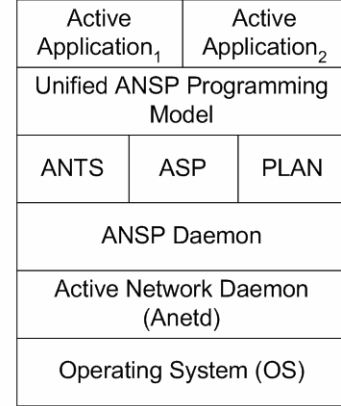 Active Application₁
Active Application₂
Unified ANSP Programming
Model
ANTS ASP PLAN
ANSP Daemon
Active Network Daemon
(Anetd)
Operating System (OS)